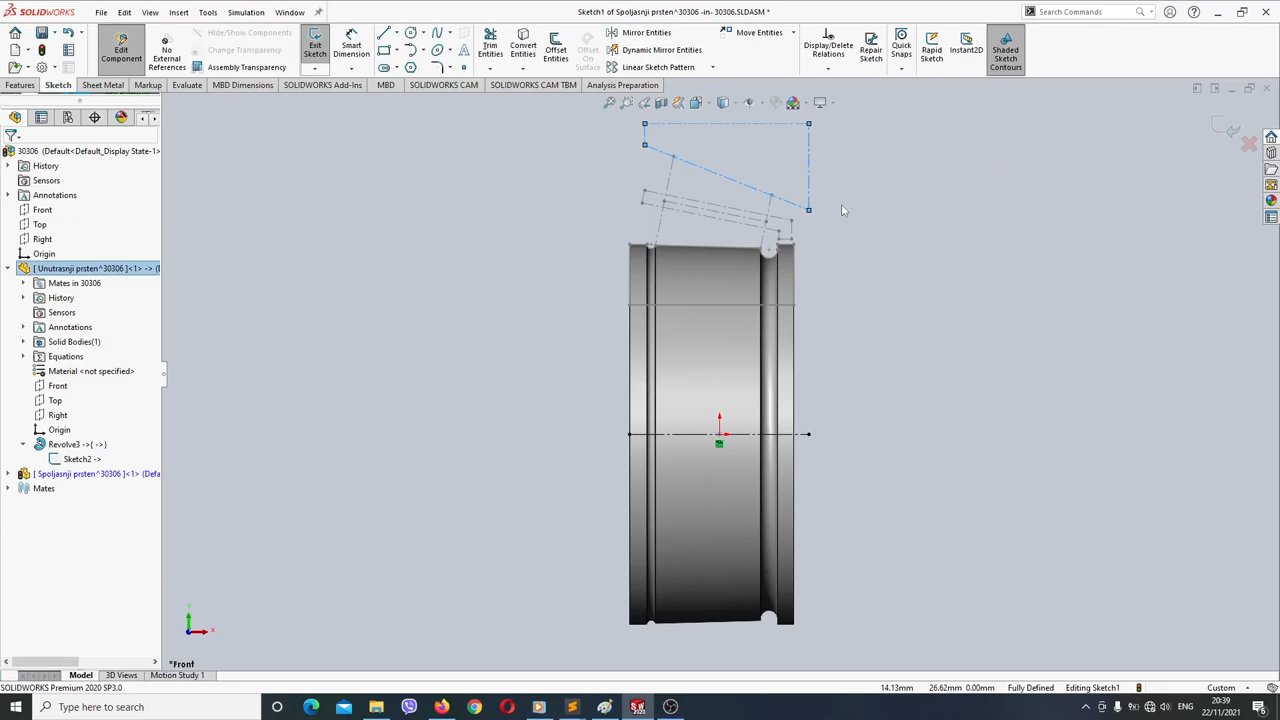 SOLIDWORKS
File Edit View Insert Tools Simulation Window
Sketch1 of Spoljasnji prsten^30306 -in- 30306.SLDASM *
Search Commands
Edit Component
No External References
Hide/Show Components
Change Transparency
Assembly Transparency
Exit Sketch
Smart Dimension
Trim Entities
Convert Entities
Offset Entities
Offset On Surface
Mirror Entities
Dynamic Mirror Entities
Linear Sketch Pattern
Move Entities
Display/Delete Relations
Repair Sketch
Quick Snaps
Rapid Sketch
Instant2D
Shaded Sketch Contours
Features Sketch Sheet Metal Markup Evaluate MBD Dimensions SOLIDWORKS Add-Ins MBD SOLIDWORKS CAM SOLIDWORKS CAM TBM Analysis Preparation
30306 (Default<Default_Display State-1>
History
Sensors
Annotations
Front
Top
Right
Origin
[ Unutrasnji prsten^30306 ]<1> -> (D
Mates in 30306
History
Sensors
Annotations
Solid Bodies(1)
Equations
Material <not specified>
Front
Top
Right
Origin
Revolve3 ->{ ->}
Sketch2 ->
[ Spoljasnji prsten^30306 ]<1> (Defa
Mates
*Front
Model 3D Views Motion Study 1
SOLIDWORKS Premium 2020 SP3.0
14.13mm 26.62mm 0.00mm Fully Defined Editing Sketch1 Custom
Type here to search
ENG
20:39
22/11/2021